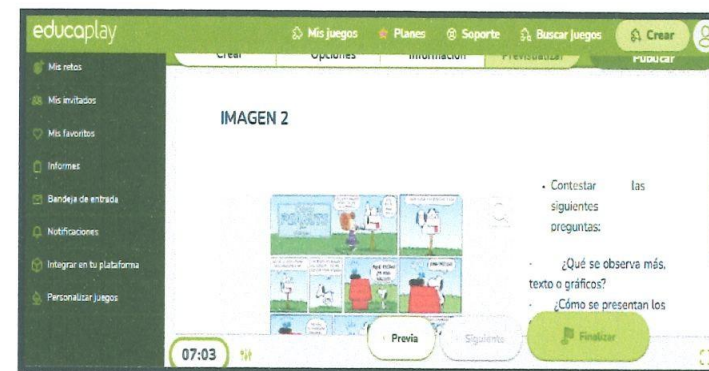 educaplay
Mis juegos
Planes
Soporte
Buscar juegos
Crear
Mis retos
Mis invitados
Mis favoritos
Informes
Bandeja de entrada
Notificaciones
Integrar en tu plataforma
Personalizar juegos
Crear
Opciones
Información
Previsualizar
Publicar
IMAGEN 2
• Contestar las
siguientes
preguntas:
- ¿Qué se observa más,
texto o gráficos?
- ¿Cómo se presentan los
07:03
Previa
Siguiente
Finalizar